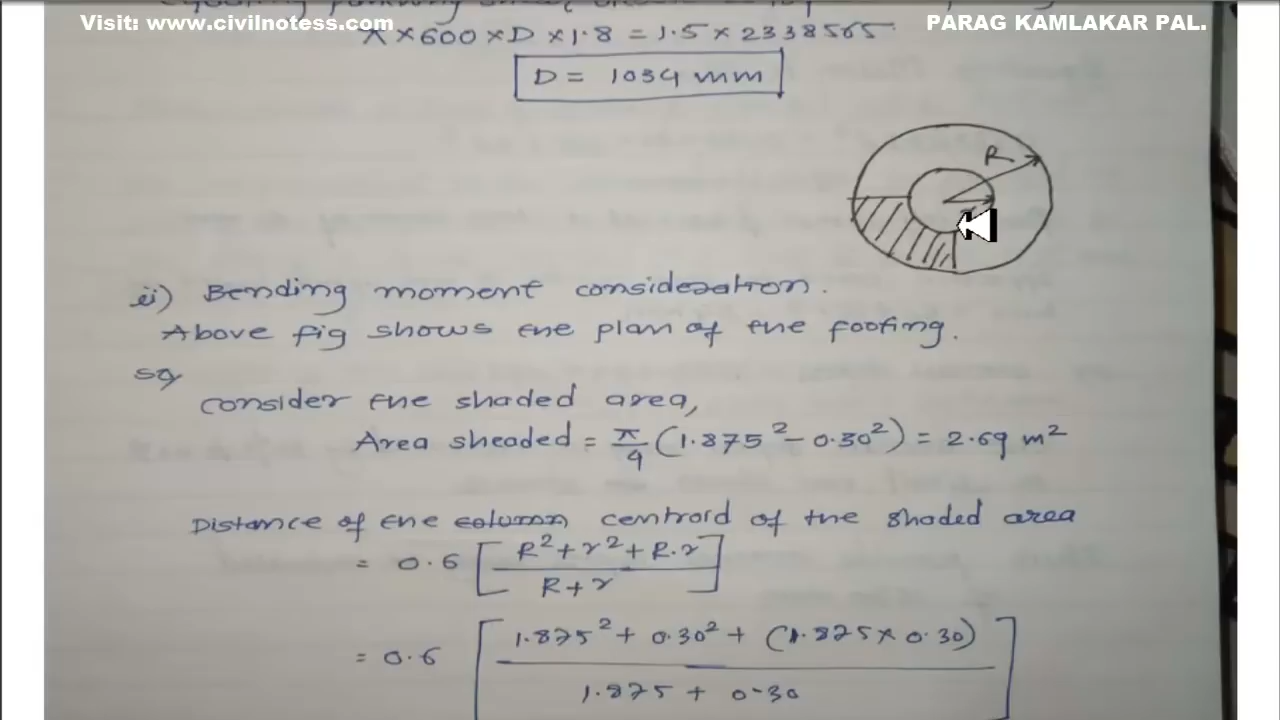 Visit: www.civilnotess.com
PARAG KAMLAKAR PAL.
π × 600 × D × 1.8 = 1.5 × 2338565
D = 1034 mm
R
ii) Bending moment consideration.
Above fig shows the plan of the footing.
so
consider the shaded area,
Area sheaded = π/4 (1.875² - 0.30²) = 2.69 m²
Distance of the column centroid of the shaded area
= 0.6 [ R² + r² + R.r / R + r ]
= 0.6 [ 1.875² + 0.30² + (1.875 × 0.30) / 1.875 + 0.30 ]